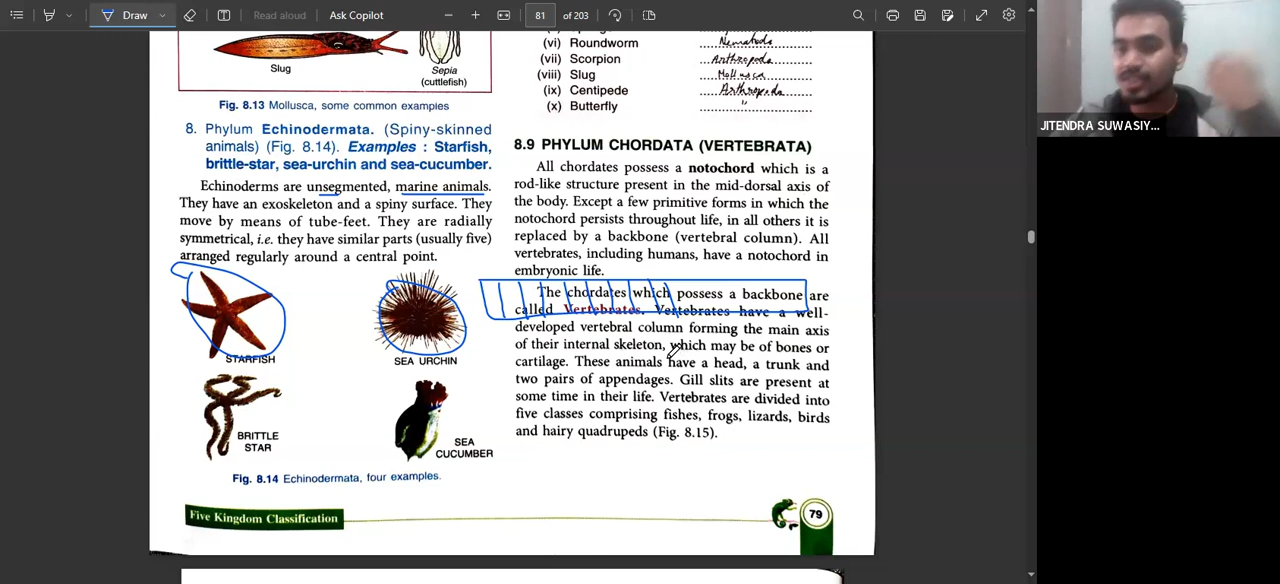 Draw
Read aloud
Ask Copilot
81
of 203
Slug
Sepia
(cuttlefish)
Fig. 8.13 Mollusca, some common examples
8. Phylum Echinodermata. (Spiny-skinned
animals) (Fig. 8.14). Examples : Starfish,
brittle-star, sea-urchin and sea-cucumber.
Echinoderms are unsegmented, marine animals.
They have an exoskeleton and a spiny surface. They
move by means of tube-feet. They are radially
symmetrical, i.e. they have similar parts (usually five)
arranged regularly around a central point.
STARFISH
SEA URCHIN
BRITTLE
STAR
SEA
CUCUMBER
Fig. 8.14 Echinodermata, four examples.
(vi) Roundworm Nematoda
(vii) Scorpion Arthropoda
(viii) Slug Mollusca
(ix) Centipede Arthropoda
(x) Butterfly "
8.9 PHYLUM CHORDATA (VERTEBRATA)
All chordates possess a notochord which is a
rod-like structure present in the mid-dorsal axis of
the body. Except a few primitive forms in which the
notochord persists throughout life, in all others it is
replaced by a backbone (vertebral column). All
vertebrates, including humans, have a notochord in
embryonic life.
The chordates which possess a backbone are
called Vertebrates. Vertebrates have a well-
developed vertebral column forming the main axis
of their internal skeleton, which may be of bones or
cartilage. These animals have a head, a trunk and
two pairs of appendages. Gill slits are present at
some time in their life. Vertebrates are divided into
five classes comprising fishes, frogs, lizards, birds
and hairy quadrupeds (Fig. 8.15).
Five Kingdom Classification
79
JITENDRA SUWASIY...